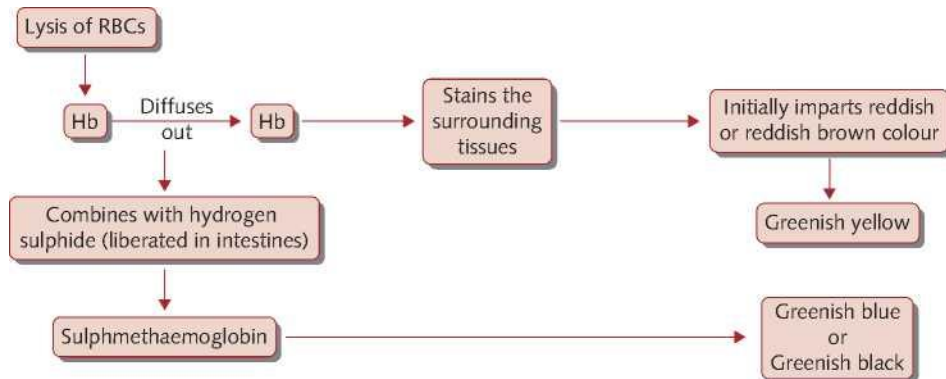 Lysis of RBCs
Hb
Diffuses
out
Hb
Stains the
surrounding
tissues
Initially imparts reddish
or reddish brown colour
Greenish yellow
Combines with hydrogen
sulphide (liberated in intestines)
Sulphmethaemoglobin
Greenish blue
or
Greenish black